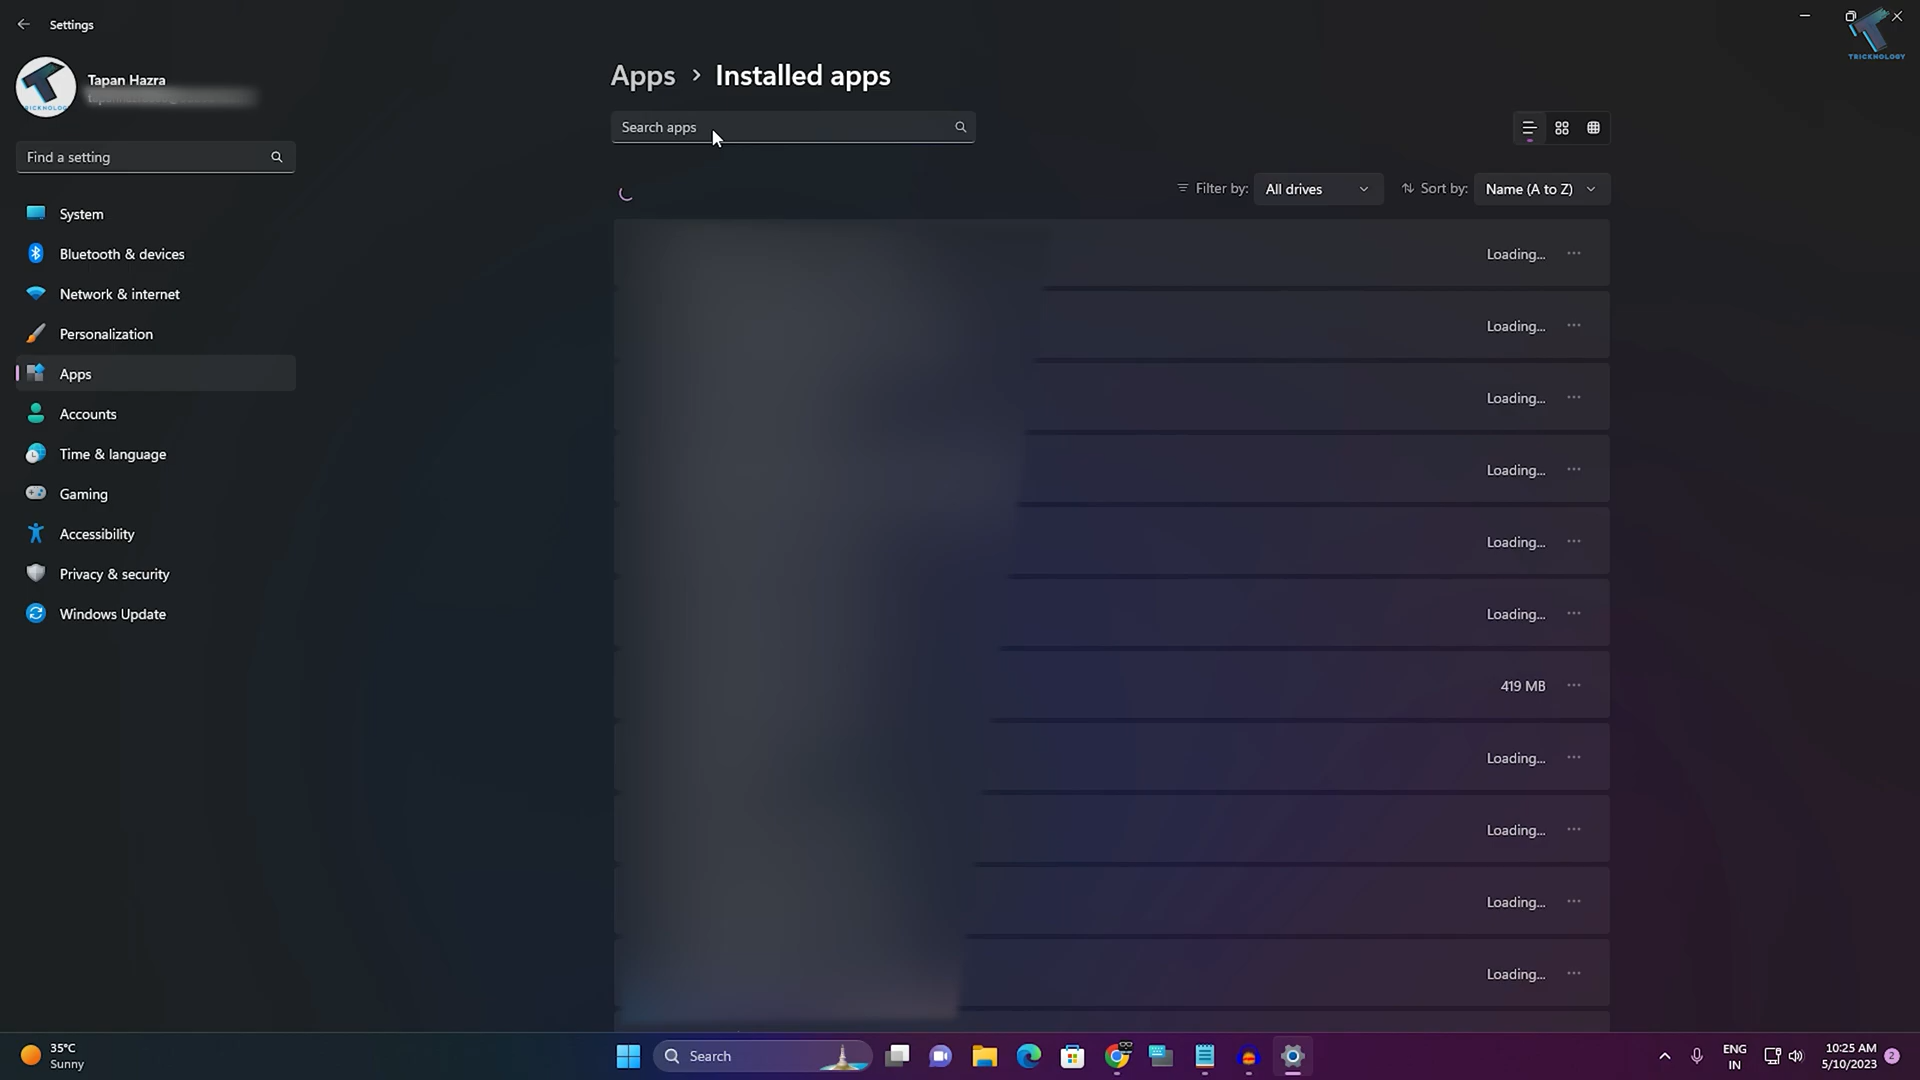 Settings
TRICKNOLOGY
Tapan Hazra
Apps > Installed apps
Search apps
Find a setting
Filter by:
All drives
Sort by:
Name (A to Z)
System
Bluetooth & devices
Network & internet
Personalization
Apps
Accounts
Time & language
Gaming
Accessibility
Privacy & security
Windows Update
Loading...
Loading...
Loading...
Loading...
Loading...
Loading...
419 MB
Loading...
Loading...
Loading...
Loading...
35°C
Sunny
Search
ENG
IN
10:25 AM
5/10/2023
2